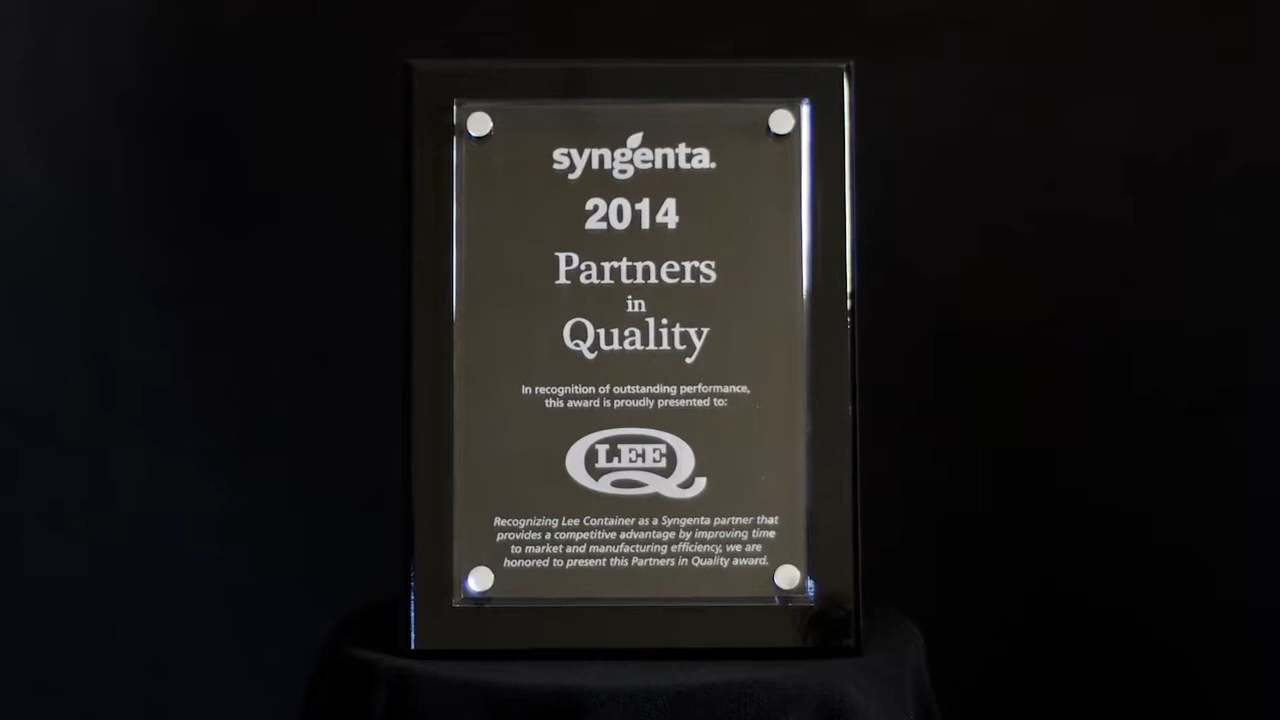 syngenta.
2014
Partners
in
Quality
In recognition of outstanding performance,
this award is proudly presented to:
LEE
Recognizing Lee Container as a Syngenta partner that
provides a competitive advantage by improving time
to market and manufacturing efficiency, we are
honored to present this Partners in Quality award.